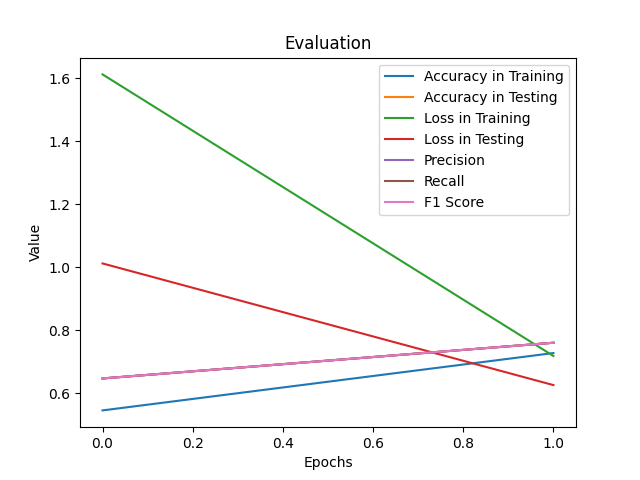 Evaluation
Accuracy in Training
Accuracy in Testing
Loss in Training
Loss in Testing
Precision
Recall
F1 Score
Value
1.6
1.4
1.2
1.0
0.8
0.6
0.0 0.2 0.4 0.6 0.8 1.0
Epochs